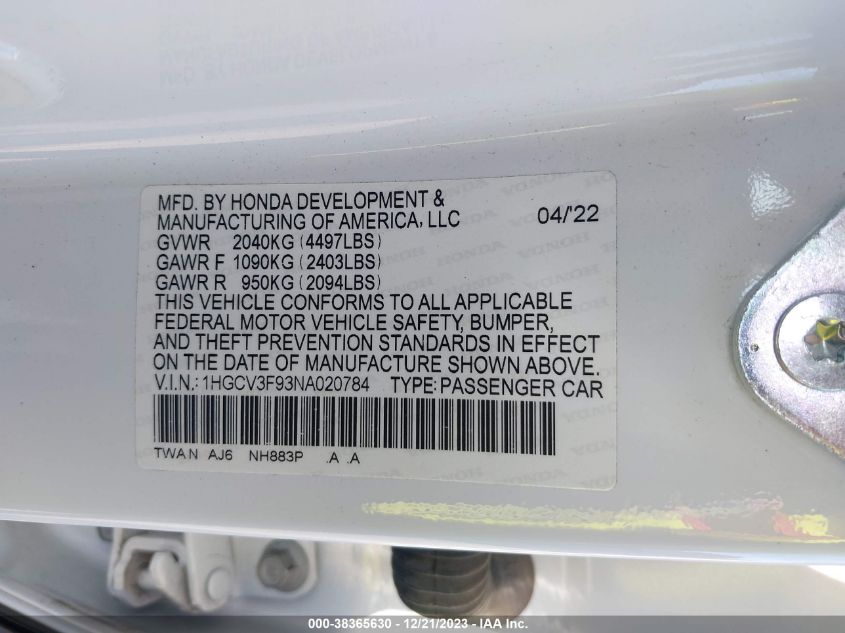 MFD. BY HONDA DEVELOPMENT &
MANUFACTURING OF AMERICA, LLC 04/'22
GVWR 2040KG (4497LBS)
GAWR F 1090KG (2403LBS)
GAWR R 950KG (2094LBS)
THIS VEHICLE CONFORMS TO ALL APPLICABLE
FEDERAL MOTOR VEHICLE SAFETY, BUMPER,
AND THEFT PREVENTION STANDARDS IN EFFECT
ON THE DATE OF MANUFACTURE SHOWN ABOVE.
V.I.N.: 1HGCV3F93NA020784 TYPE: PASSENGER CAR
TWA N AJ6 NH883P .A .A
000-38365630 - 12/21/2023 - IAA Inc.